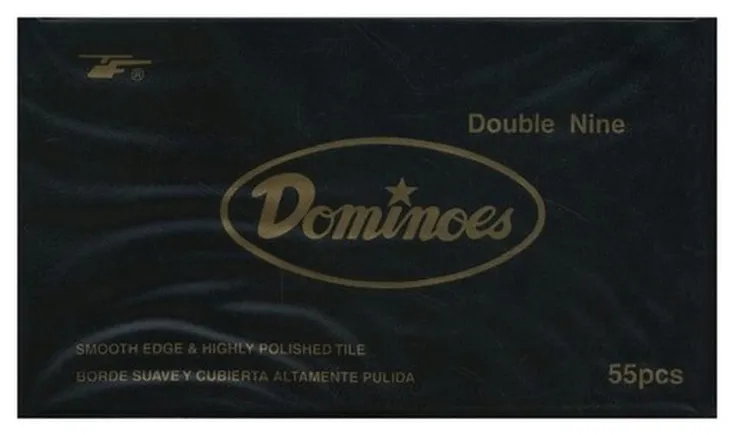 ®
Double Nine
Dominoes
SMOOTH EDGE & HIGHLY POLISHED TILE
BORDE SUAVE Y CUBIERTA ALTAMENTE PULIDA
55pcs